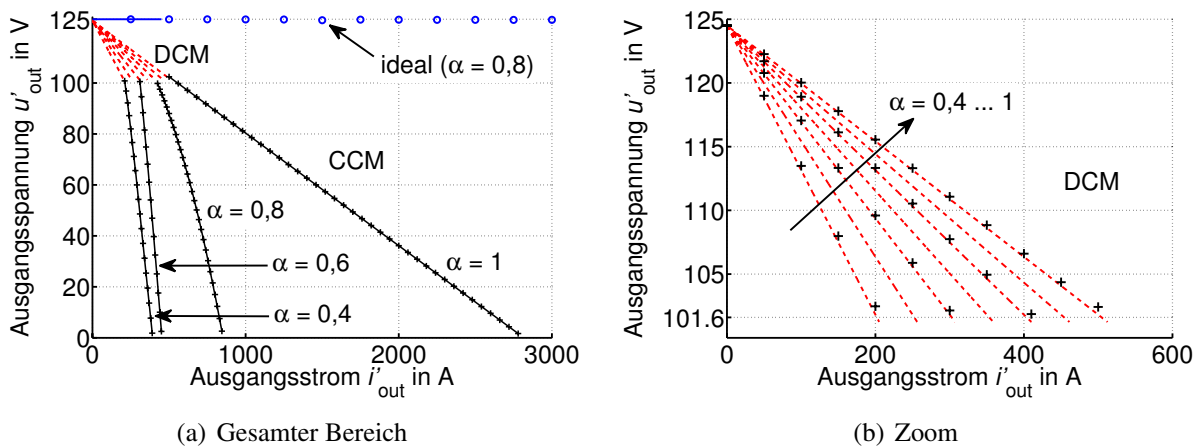 125
100
80
60
40
20
0
Ausgangsspannung u'out in V
DCM
ideal (α = 0,8)
CCM
α = 0,8
α = 0,6
α = 1
α = 0,4
0 1000 2000 3000
Ausgangsstrom i'out in A
(a) Gesamter Bereich
125
120
115
110
105
101.6
Ausgangsspannung u'out in V
α = 0,4 ... 1
DCM
0 200 400 600
Ausgangsstrom i'out in A
(b) Zoom